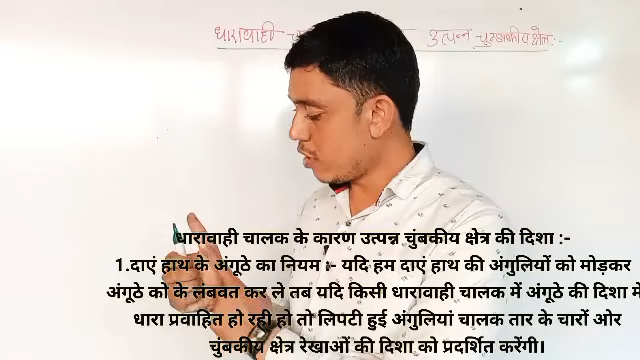 धारावाही उत्पन्न चुम्बकीय क्षेत्र :-
धारावाही चालक के कारण उत्पन्न चुंबकीय क्षेत्र की दिशा :-
1.दाएं हाथ के अंगूठे का नियम :- यदि हम दाएं हाथ की अंगुलियों को मोड़कर
अंगूठे को के लंबवत कर ले तब यदि किसी धारावाही चालक में अंगूठे की दिशा में
धारा प्रवाहित हो रही हो तो लिपटी हुई अंगुलियां चालक तार के चारों ओर
चुंबकीय क्षेत्र रेखाओं की दिशा को प्रदर्शित करेंगी।